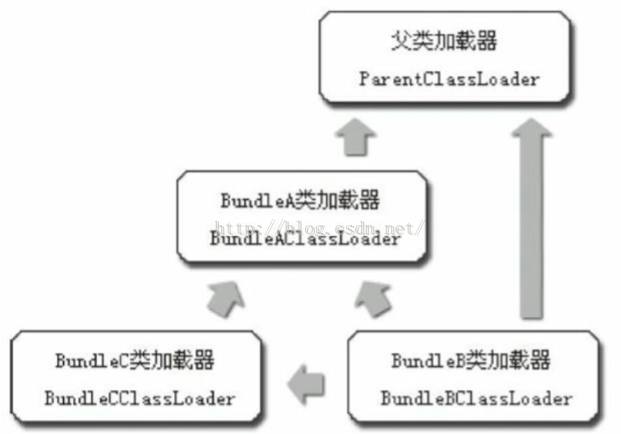 父类加载器
ParentClassLoader
BundleA类加载器
http://blog.csdn.net/
BundleAClassLoader
BundleC类加载器
BundleCClassLoader
BundleB类加载器
BundleBClassLoader